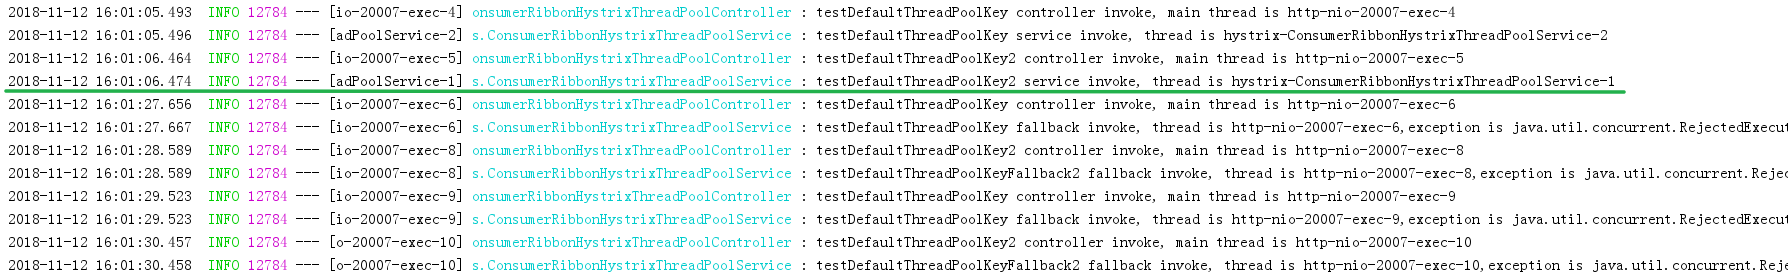 2018-11-12 16:01:05.493 INFO 12784 --- [io-20007-exec-4] onsumerRibbonHystrixThreadPoolController : testDefaultThreadPoolKey controller invoke, main thread is http-nio-20007-exec-4
2018-11-12 16:01:05.496 INFO 12784 --- [adPoolService-2] s.ConsumerRibbonHystrixThreadPoolService : testDefaultThreadPoolKey service invoke, thread is hystrix-ConsumerRibbonHystrixThreadPoolService-2
2018-11-12 16:01:06.464 INFO 12784 --- [io-20007-exec-5] onsumerRibbonHystrixThreadPoolController : testDefaultThreadPoolKey2 controller invoke, main thread is http-nio-20007-exec-5
2018-11-12 16:01:06.474 INFO 12784 --- [adPoolService-1] s.ConsumerRibbonHystrixThreadPoolService : testDefaultThreadPoolKey2 service invoke, thread is hystrix-ConsumerRibbonHystrixThreadPoolService-1
2018-11-12 16:01:27.656 INFO 12784 --- [io-20007-exec-6] onsumerRibbonHystrixThreadPoolController : testDefaultThreadPoolKey controller invoke, main thread is http-nio-20007-exec-6
2018-11-12 16:01:27.667 INFO 12784 --- [io-20007-exec-6] s.ConsumerRibbonHystrixThreadPoolService : testDefaultThreadPoolKey fallback invoke, thread is http-nio-20007-exec-6,exception is java.util.concurrent.RejectedExecut
2018-11-12 16:01:28.589 INFO 12784 --- [io-20007-exec-8] onsumerRibbonHystrixThreadPoolController : testDefaultThreadPoolKey2 controller invoke, main thread is http-nio-20007-exec-8
2018-11-12 16:01:28.589 INFO 12784 --- [io-20007-exec-8] s.ConsumerRibbonHystrixThreadPoolService : testDefaultThreadPoolKeyFallback2 fallback invoke, thread is http-nio-20007-exec-8,exception is java.util.concurrent.Rejec
2018-11-12 16:01:29.523 INFO 12784 --- [io-20007-exec-9] onsumerRibbonHystrixThreadPoolController : testDefaultThreadPoolKey controller invoke, main thread is http-nio-20007-exec-9
2018-11-12 16:01:29.523 INFO 12784 --- [io-20007-exec-9] s.ConsumerRibbonHystrixThreadPoolService : testDefaultThreadPoolKey fallback invoke, thread is http-nio-20007-exec-9,exception is java.util.concurrent.RejectedExecut
2018-11-12 16:01:30.457 INFO 12784 --- [o-20007-exec-10] onsumerRibbonHystrixThreadPoolController : testDefaultThreadPoolKey2 controller invoke, main thread is http-nio-20007-exec-10
2018-11-12 16:01:30.458 INFO 12784 --- [o-20007-exec-10] s.ConsumerRibbonHystrixThreadPoolService : testDefaultThreadPoolKeyFallback2 fallback invoke, thread is http-nio-20007-exec-10,exception is java.util.concurrent.Reje